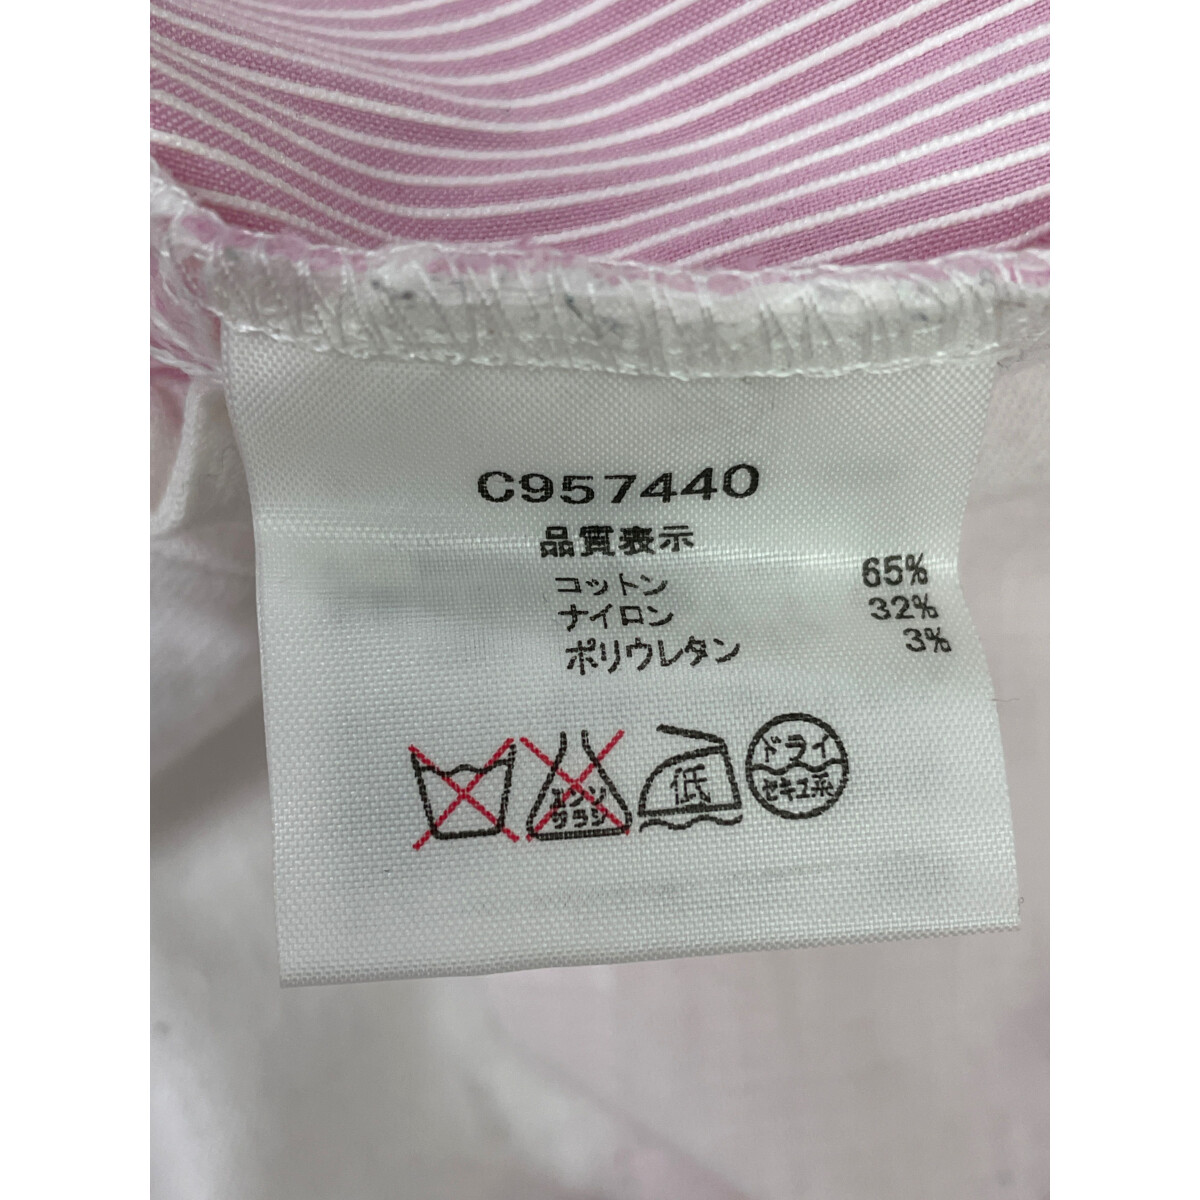 C957440
品質表示
コットン 65%
ナイロン 32%
ポリウレタン 3%
エンソ
サラシ
低
ドライ
セキユ系